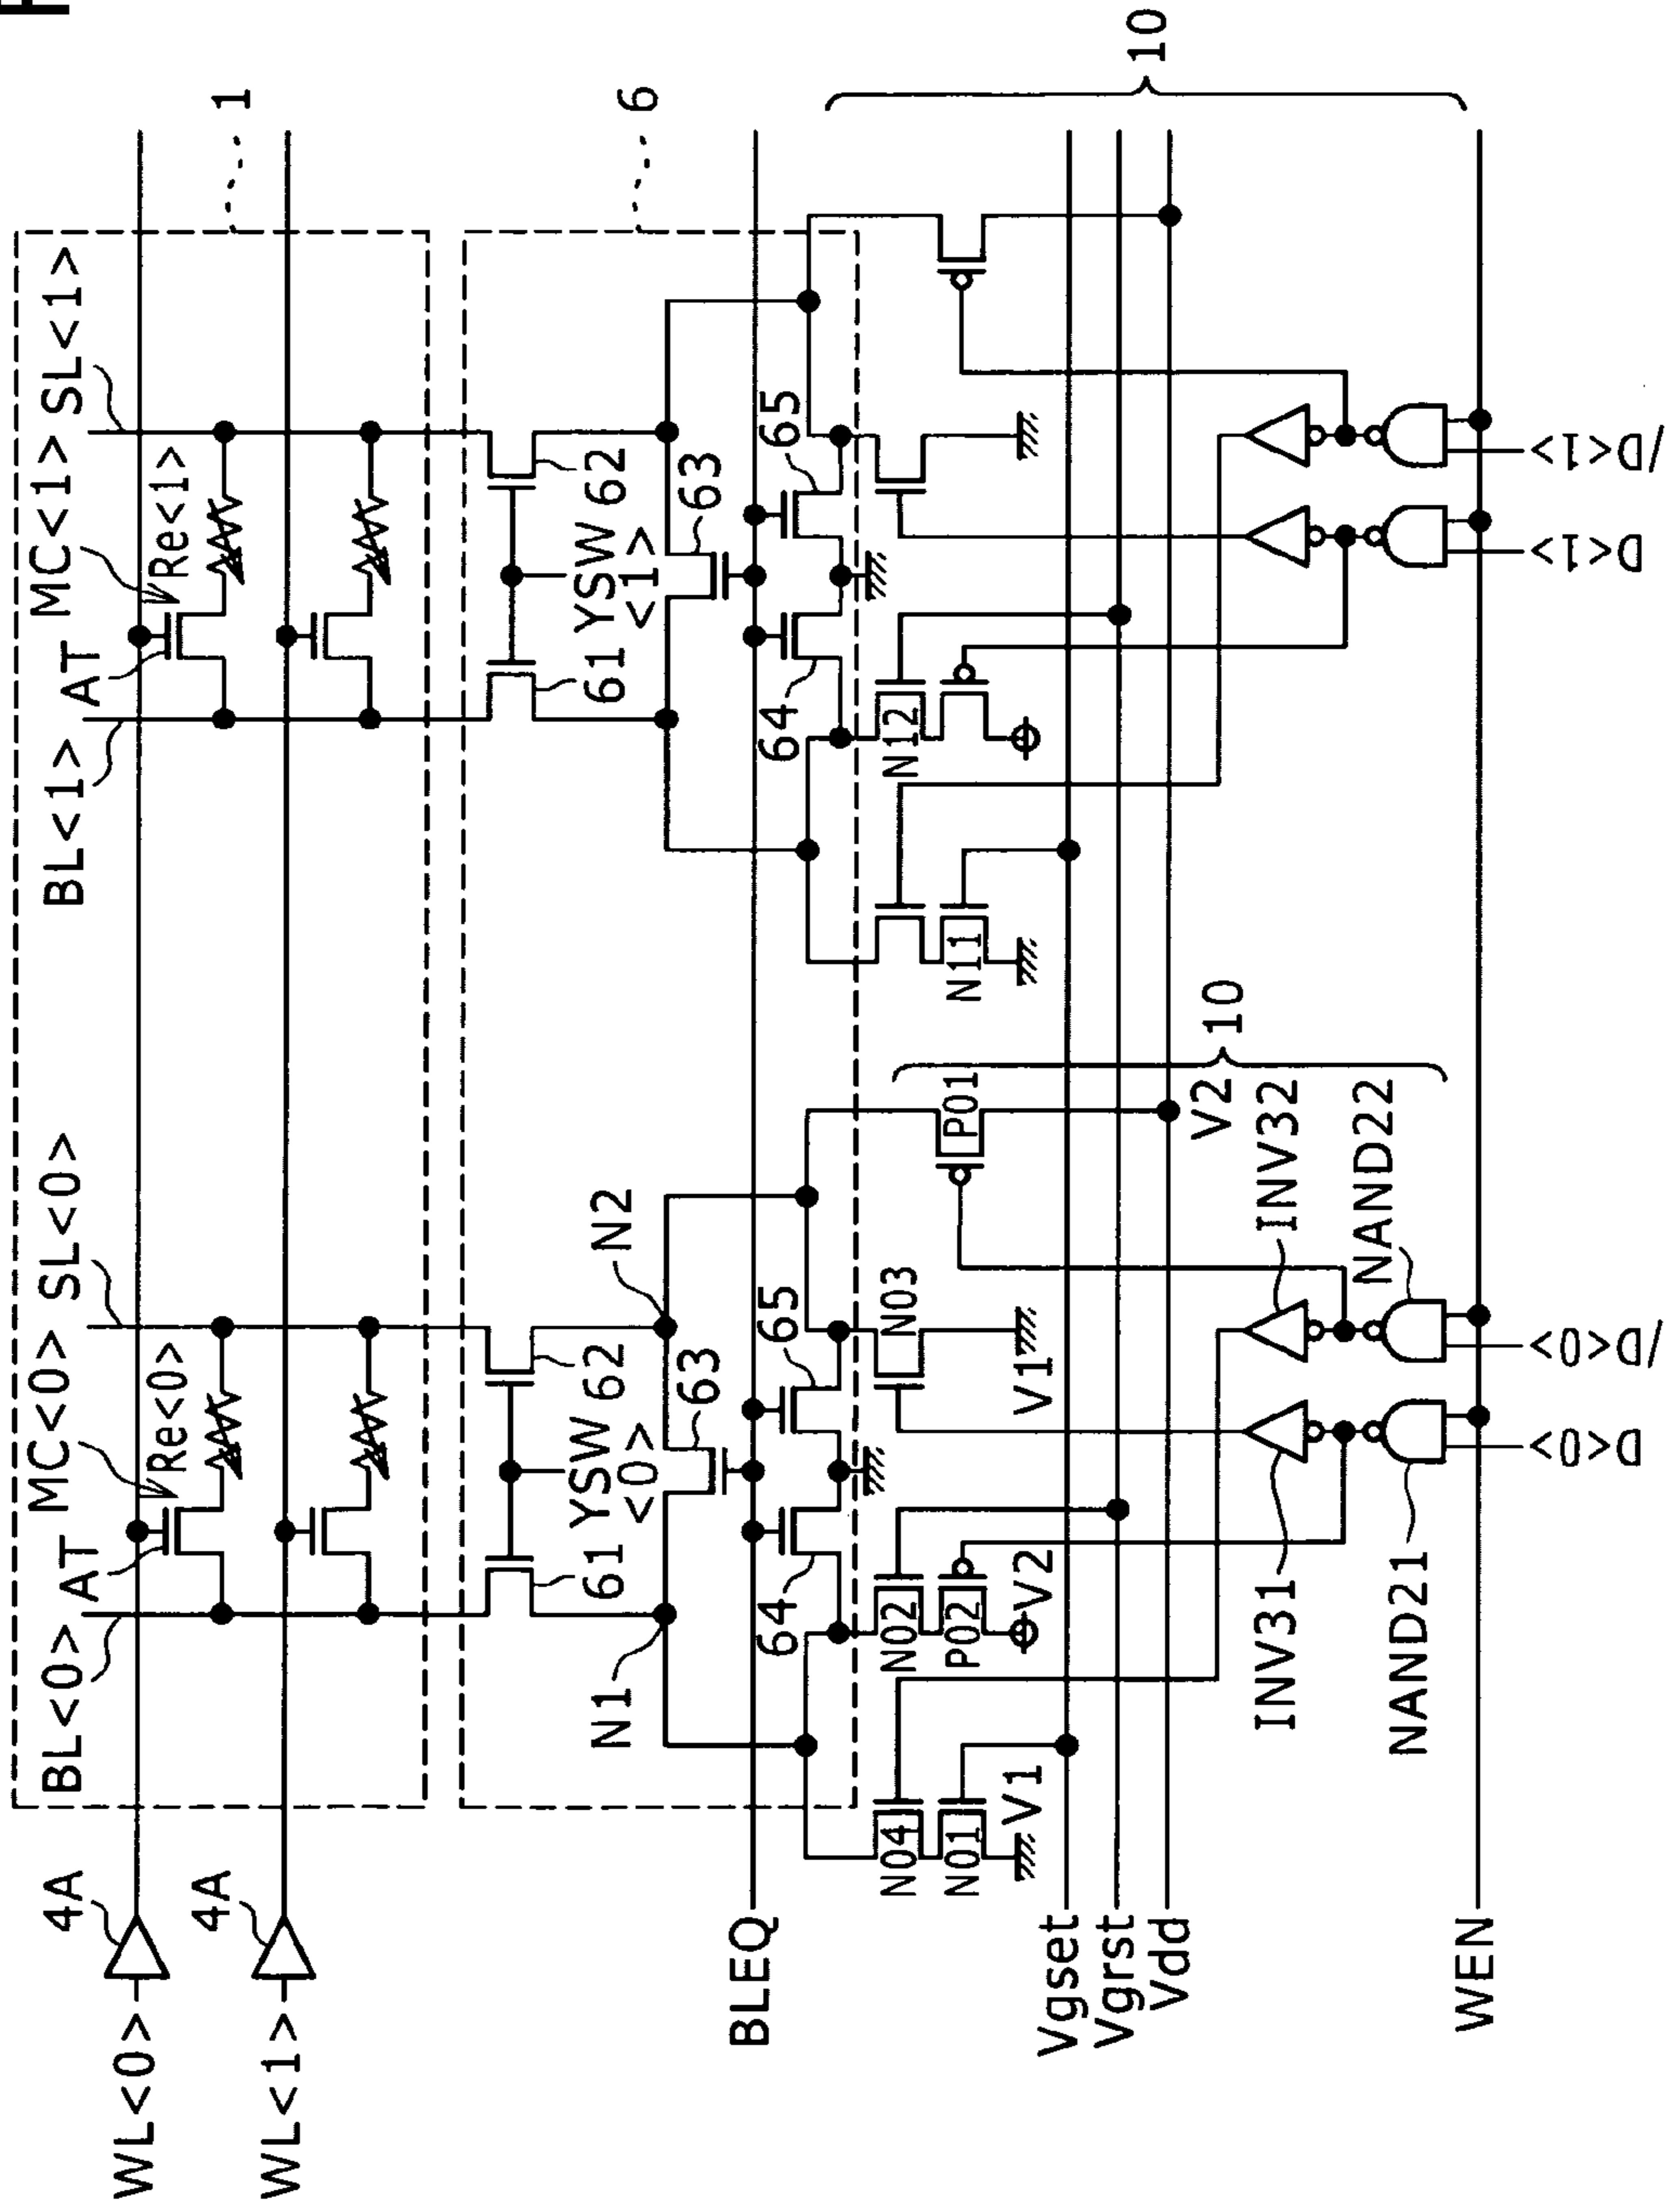 WL<0>
WL<1>
4A
4A
BL<0>
MC<0>
SL<0>
AT
Re<0>
BL<1>
MC<1>
SL<1>
AT
Re<1>
1
61
YSW
<0>
62
63
N1
N2
64
65
61
YSW
<1>
62
63
64
65
6
BLEQ
N04
N01
V1
N02
P02
V2
N03
V1
P01
N11
N12
10
10
Vgset
Vgrst
Vdd
V2
INV31
INV32
NAND21
NAND22
WEN
D<0>
/D<0>
D<1>
/D<1>